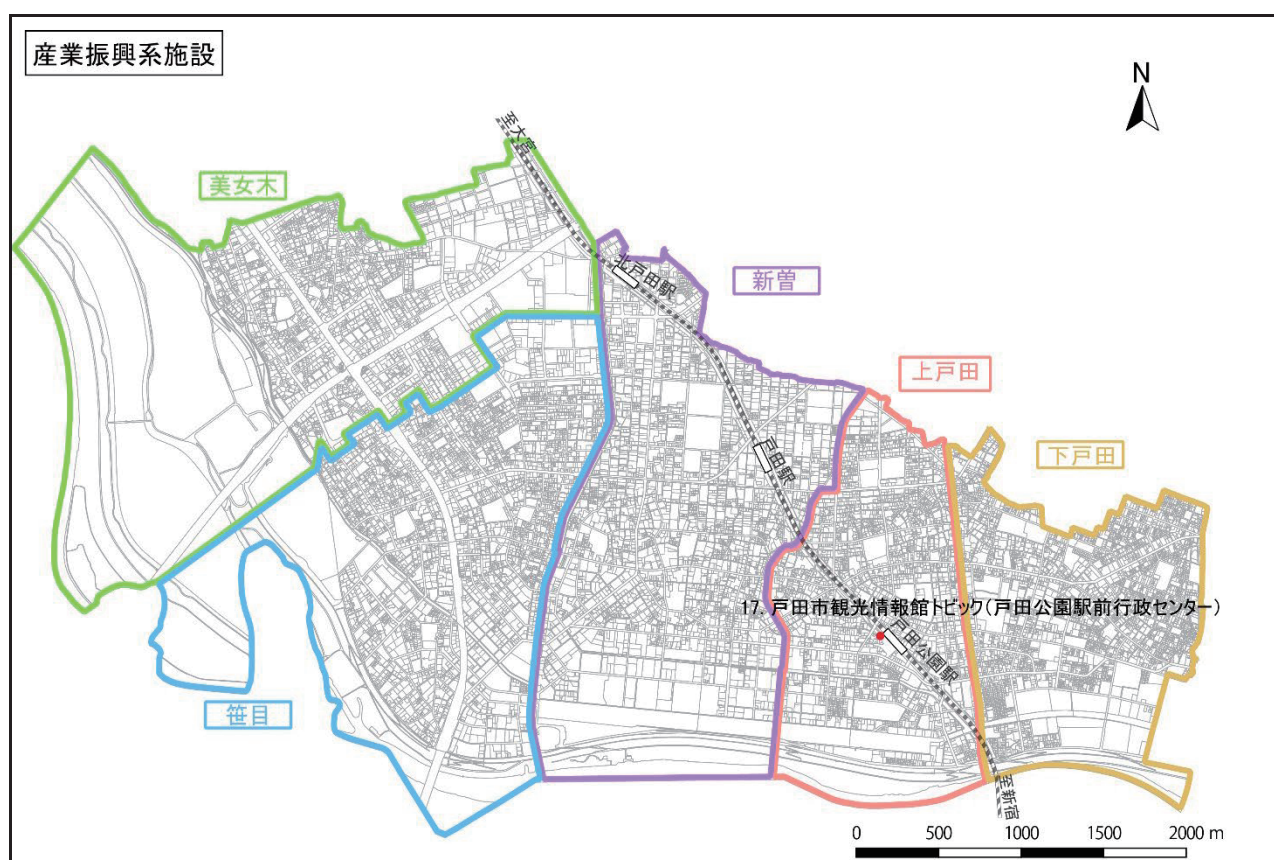 産業振興系施設
N
至大宮
美女木
北戸田駅
新曽
上戸田
戸田駅
下戸田
17. 戸田市観光情報館トビック(戸田公園駅前行政センター)
戸田公園駅
笹目
至新宿
0 500 1000 1500 2000 m